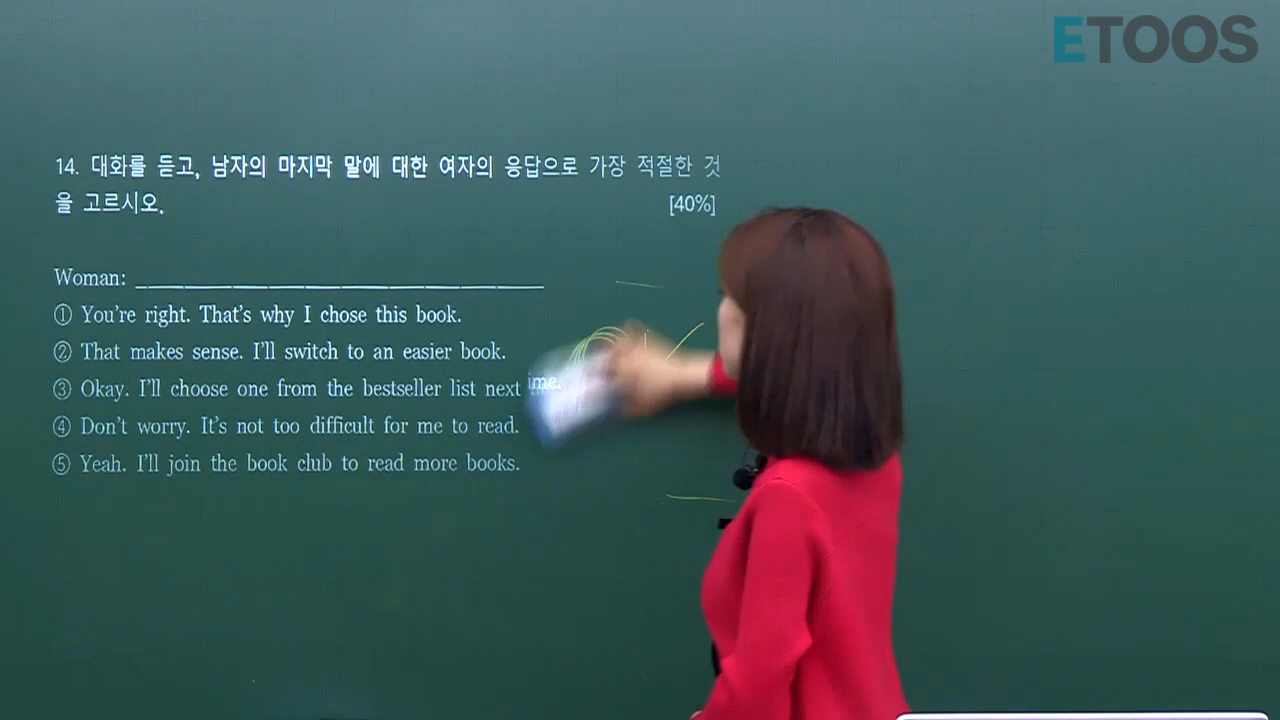 ETOOS
14. 대화를 듣고, 남자의 마지막 말에 대한 여자의 응답으로 가장 적절한 것
을 고르시오. [40%]
Woman: ______________________
① You're right. That's why I chose this book.
② That makes sense. I'll switch to an easier book.
③ Okay. I'll choose one from the bestseller list next
④ Don't worry. It's not too difficult for me to read.
⑤ Yeah. I'll join the book club to read more books.